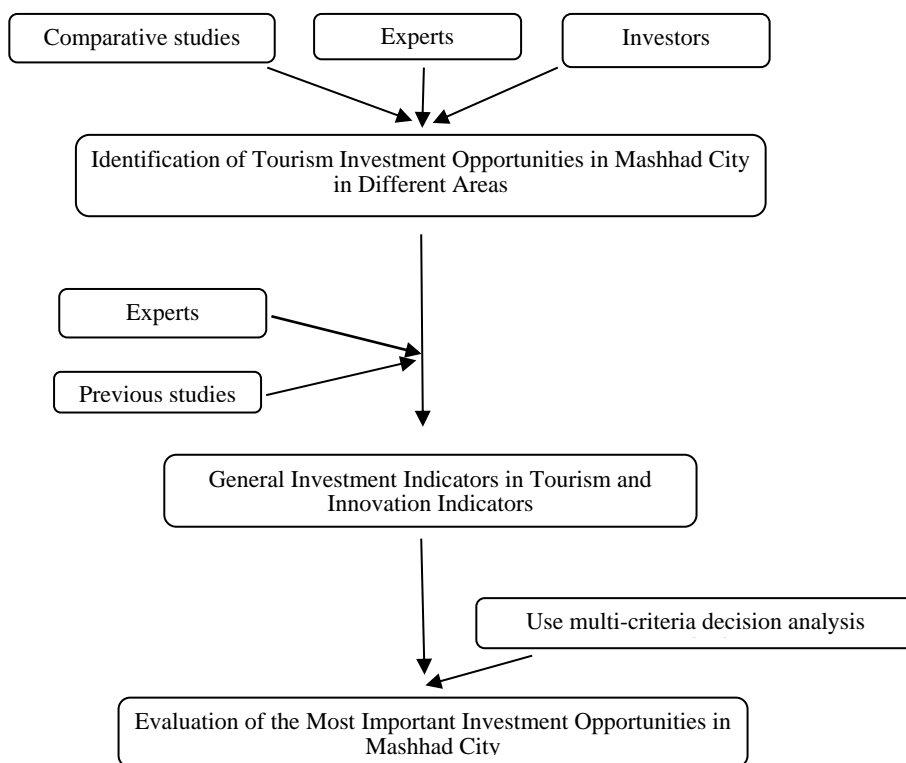 Comparative studies
Experts
Investors
Identification of Tourism Investment Opportunities in Mashhad City
in Different Areas
Experts
Previous studies
General Investment Indicators in Tourism and
Innovation Indicators
Use multi-criteria decision analysis
Evaluation of the Most Important Investment Opportunities in
Mashhad City